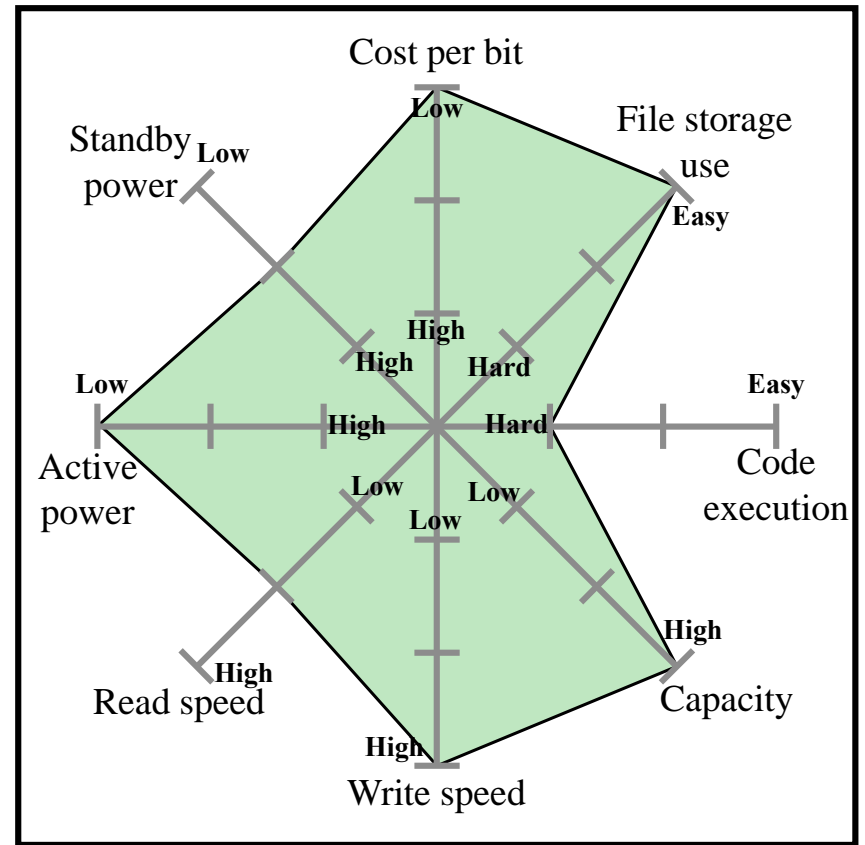 Cost per bit
Low
File storage
use
Easy
Standby
power
Low
High
High
Hard
Low
High
Hard
Easy
Active
power
Code
execution
Low
Low
Low
High
High
Read speed
Capacity
High
Write speed